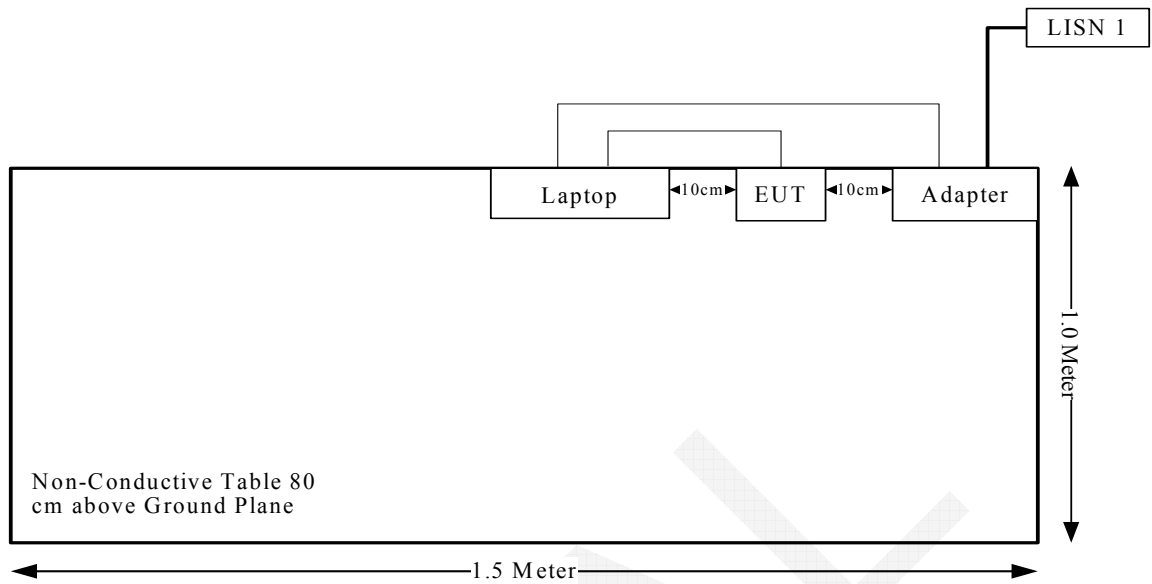 LISN 1
Laptop
10cm
EUT
10cm
Adapter
1.0 Meter
Non-Conductive Table 80
cm above Ground Plane
1.5 Meter